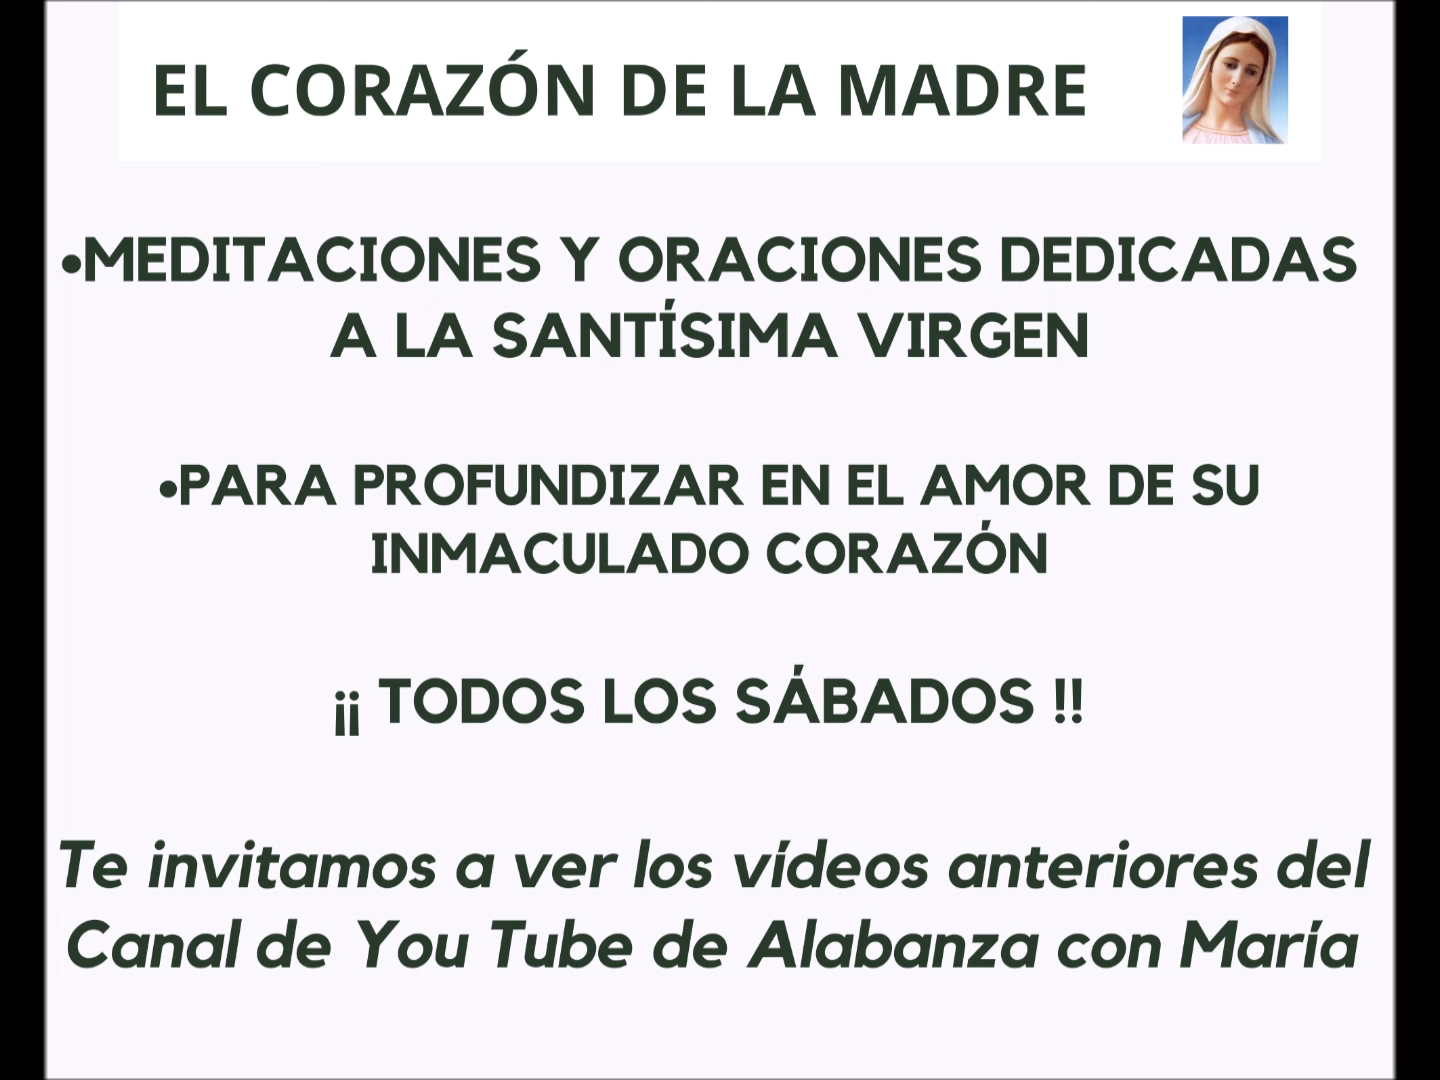 EL CORAZÓN DE LA MADRE
•MEDITACIONES Y ORACIONES DEDICADAS
A LA SANTÍSIMA VIRGEN
•PARA PROFUNDIZAR EN EL AMOR DE SU
INMACULADO CORAZÓN
¡¡ TODOS LOS SÁBADOS !!
Te invitamos a ver los vídeos anteriores del
Canal de You Tube de Alabanza con María